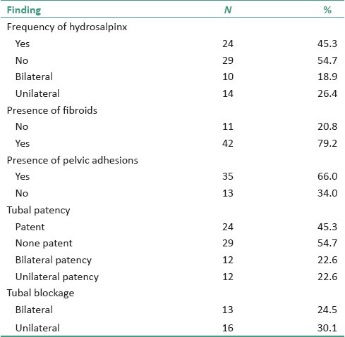 Finding N %
Frequency of hydrosalpinx
Yes 24 45.3
No 29 54.7
Bilateral 10 18.9
Unilateral 14 26.4
Presence of fibroids
No 11 20.8
Yes 42 79.2
Presence of pelvic adhesions
Yes 35 66.0
No 13 34.0
Tubal patency
Patent 24 45.3
None patent 29 54.7
Bilateral patency 12 22.6
Unilateral patency 12 22.6
Tubal blockage
Bilateral 13 24.5
Unilateral 16 30.1